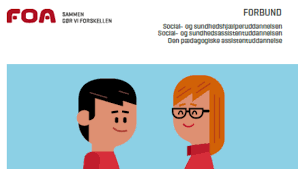 FOA
SAMMEN
GØR VI FORSKELLEN
FORBUND
Social- og sundhedshjælperuddannelsen
Social- og sundhedsassistentuddannelsen
Den pædagogiske assistentuddannelse